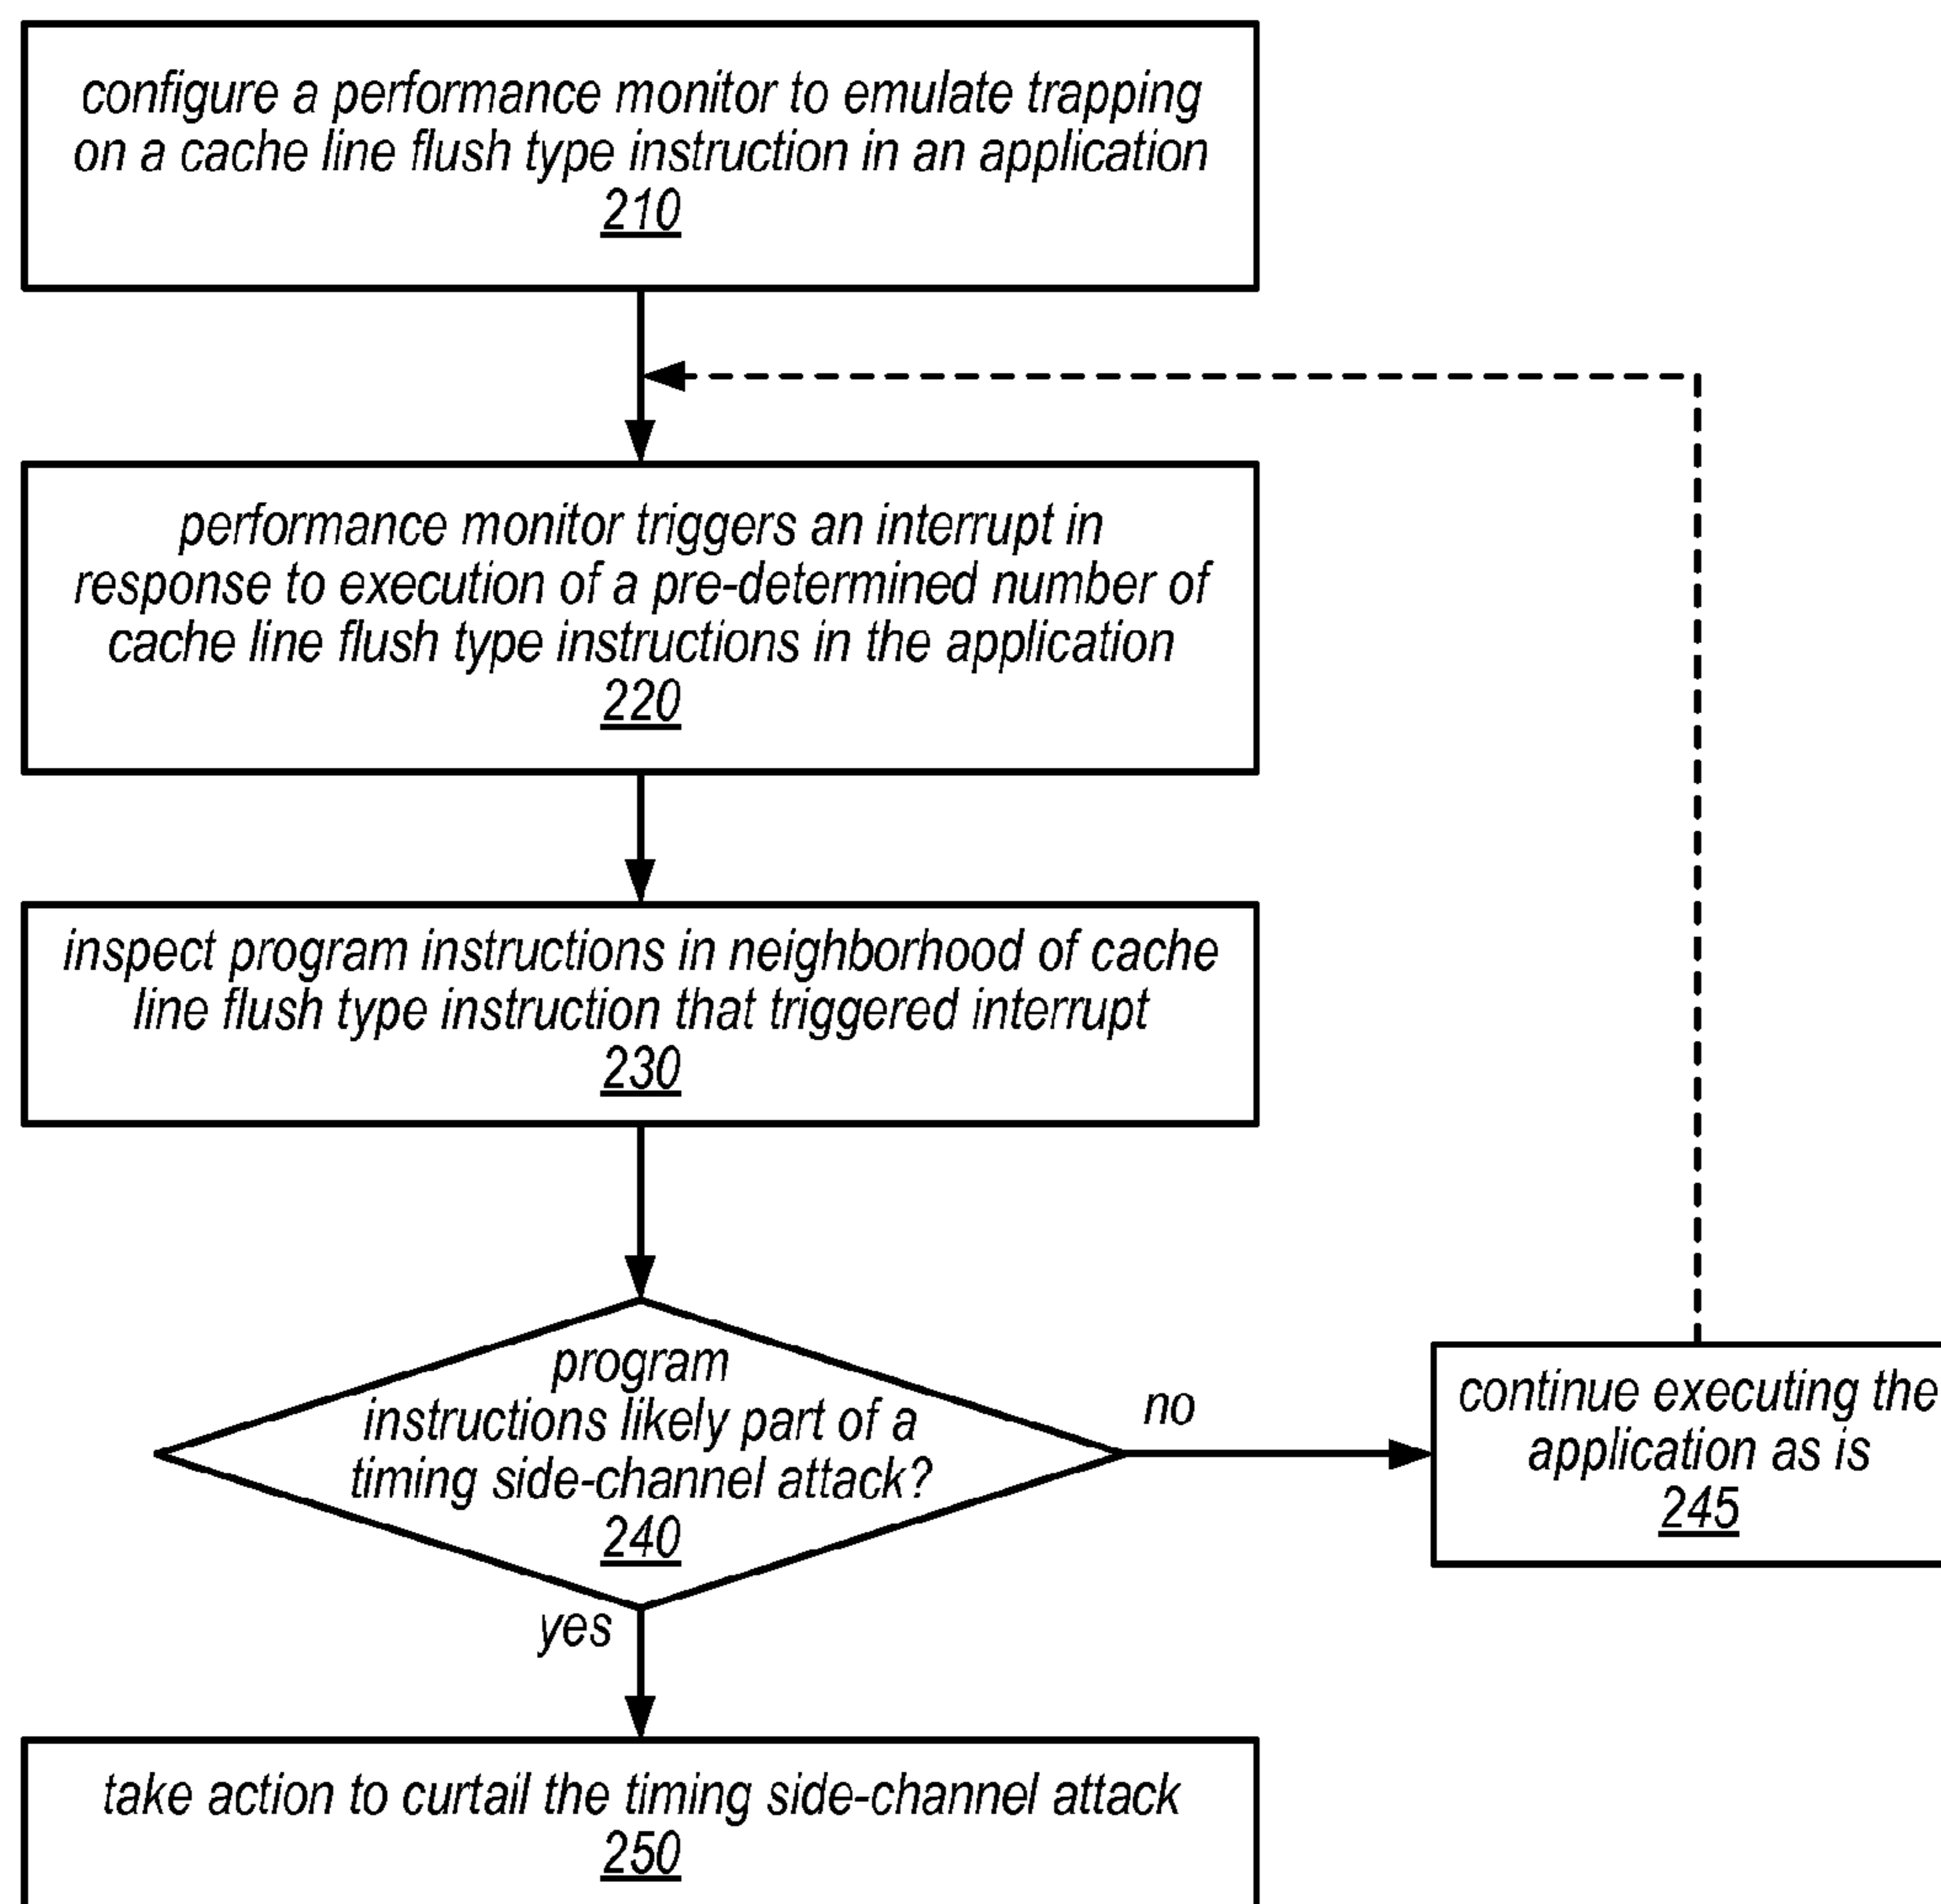 configure a performance monitor to emulate trapping
on a cache line flush type instruction in an application
210
performance monitor triggers an interrupt in
response to execution of a pre-determined number of
cache line flush type instructions in the application
220
inspect program instructions in neighborhood of cache
line flush type instruction that triggered interrupt
230
program
instructions likely part of a
timing side-channel attack?
240
no
continue executing the
application as is
245
yes
take action to curtail the timing side-channel attack
250